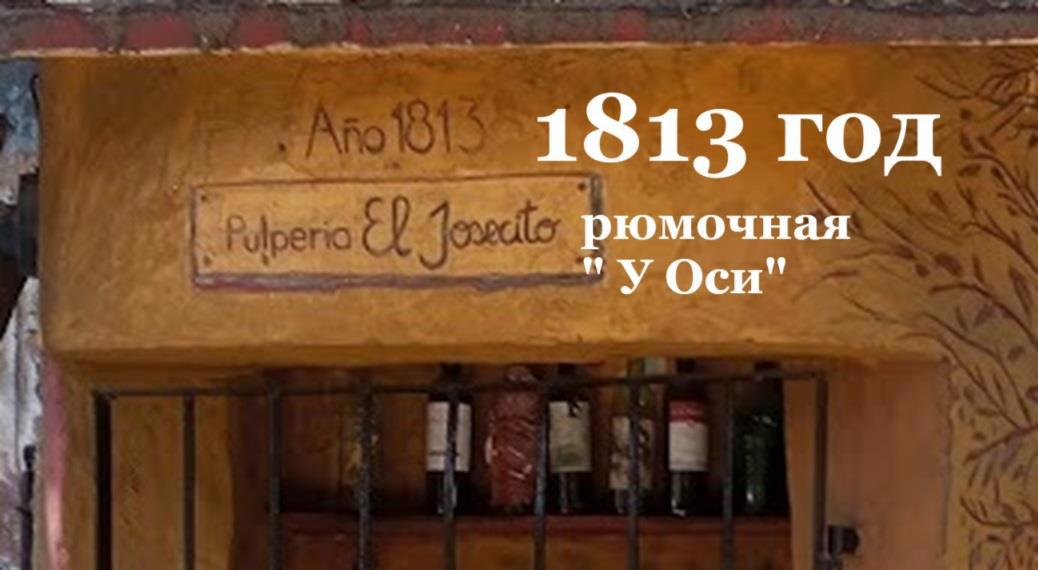 Año 1813
1813 год
Pulperia El Josecito
рюмочная
" У Оси"